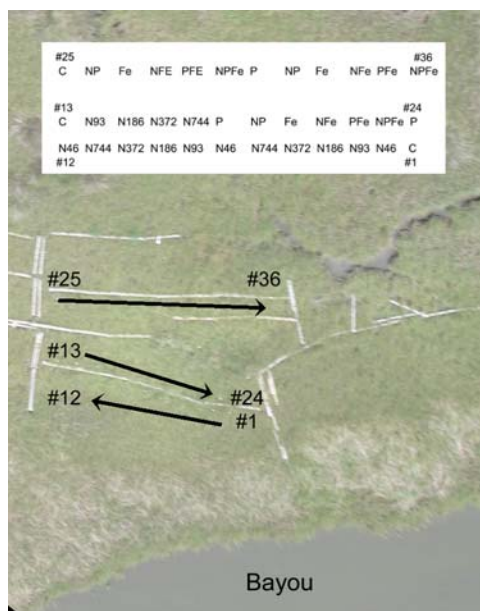 #25 #36
C NP Fe NFE PFE NPFe P NP Fe NFe PFe NPFe
#13 #24
C N93 N186 N372 N744 P NP Fe NFe PFe NPFe P
N46 N744 N372 N186 N93 N46 N744 N372 N186 N93 N46 C
#12 #1
#25 #36
#13
#12 #24
#1
Bayou